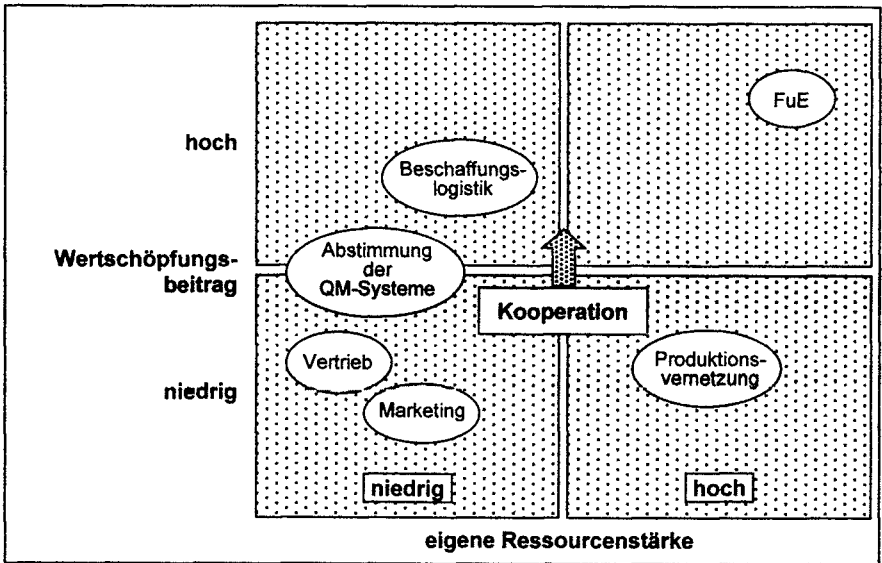 FuE
hoch
Beschaffungs-
logistik
Wertschöpfungs-
beitrag
Abstimmung
der
QM-Systeme
Kooperation
Vertrieb
Produktions-
vernetzung
niedrig
Marketing
niedrig
hoch
eigene Ressourcenstärke